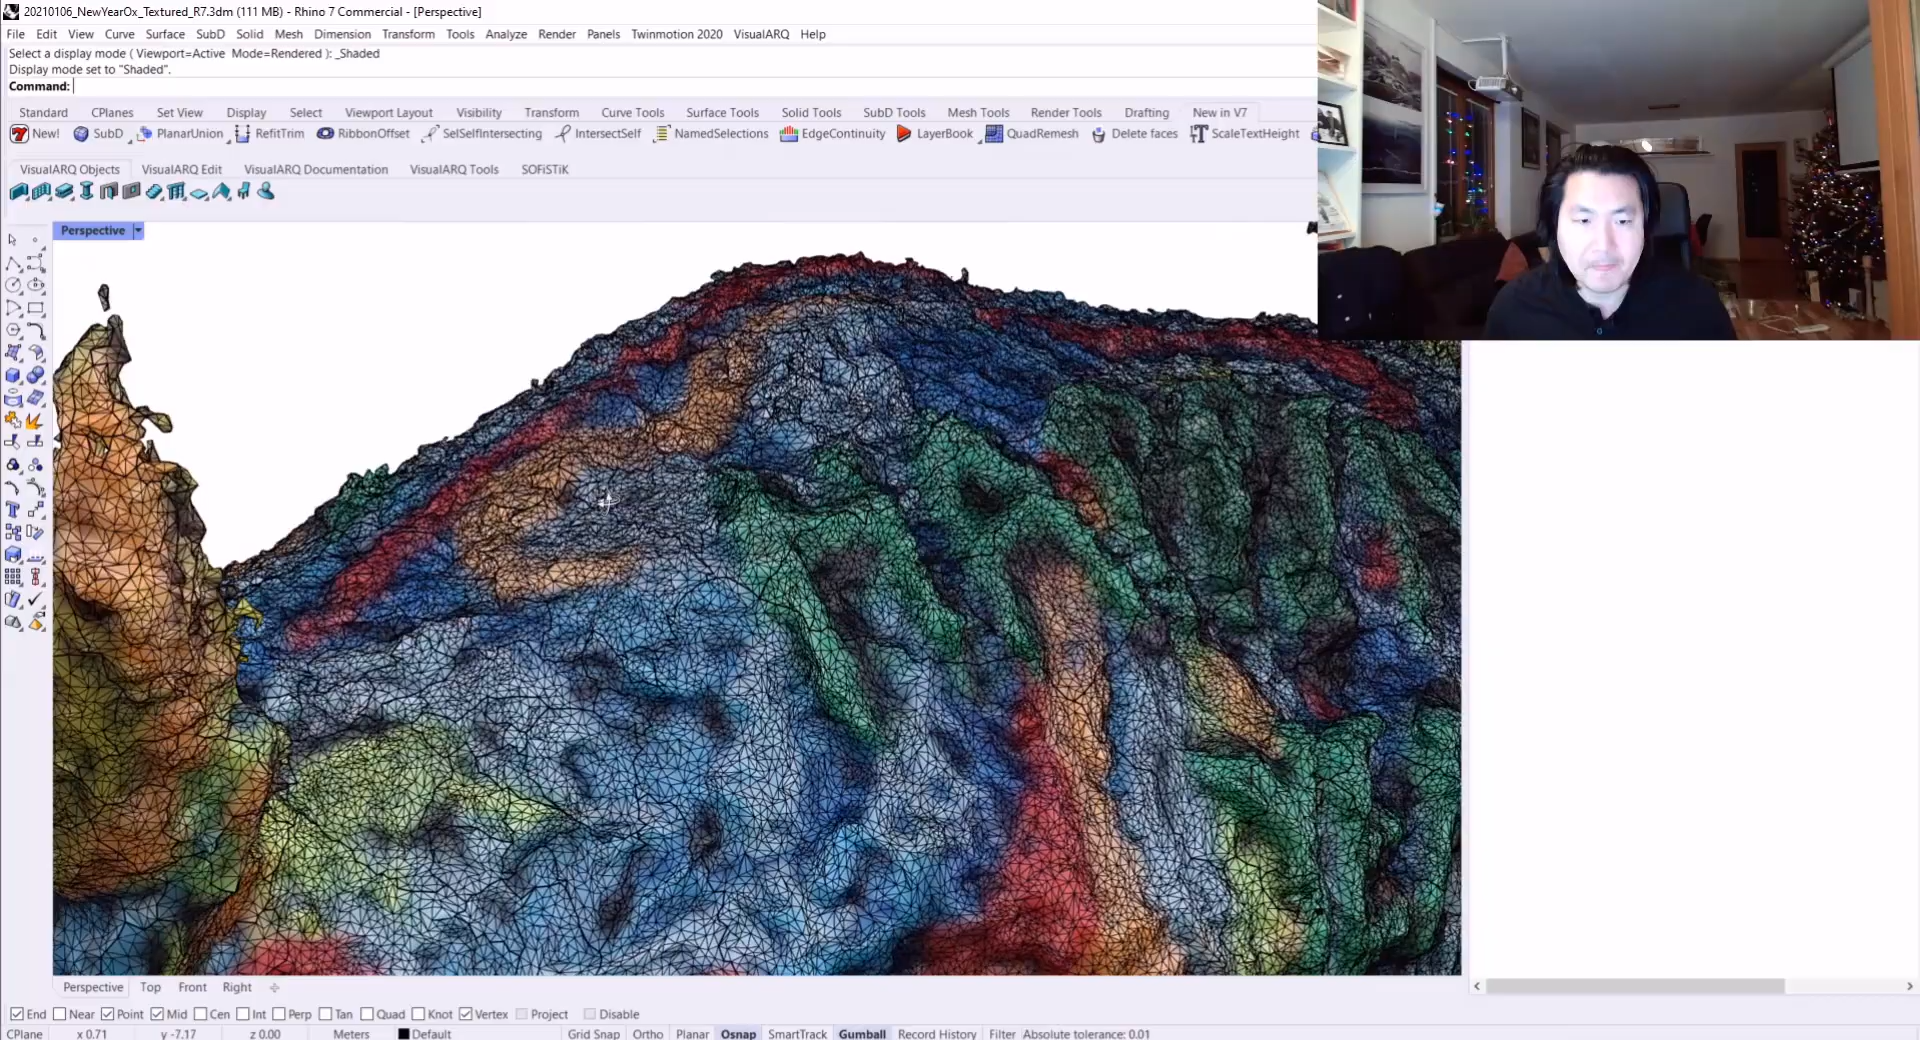 20210106_NewYearOx_Textured_R7.3dm (111 MB) - Rhino 7 Commercial - [Perspective]
File Edit View Curve Surface SubD Solid Mesh Dimension Transform Tools Analyze Render Panels Twinmotion 2020 VisualARQ Help
Select a display mode ( Viewport=Active Mode=Rendered ): _Shaded
Display mode set to "Shaded".
Command:
Standard CPlanes Set View Display Select Viewport Layout Visibility Transform Curve Tools Surface Tools Solid Tools SubD Tools Mesh Tools Render Tools Drafting New in V7
New! SubD PlanarUnion RefitTrim RibbonOffset SelSelfIntersecting IntersectSelf NamedSelections EdgeContinuity LayerBook QuadRemesh Delete faces ScaleTextHeight
VisualARQ Objects VisualARQ Edit VisualARQ Documentation VisualARQ Tools SOFiSTiK
Perspective
Perspective Top Front Right
End Near Point Mid Cen Int Perp Tan Quad Knot Vertex Project Disable
CPlane x 0.71 y -7.17 z 0.00 Meters Default Grid Snap Ortho Planar Osnap SmartTrack Gumball Record History Filter Absolute tolerance: 0.01